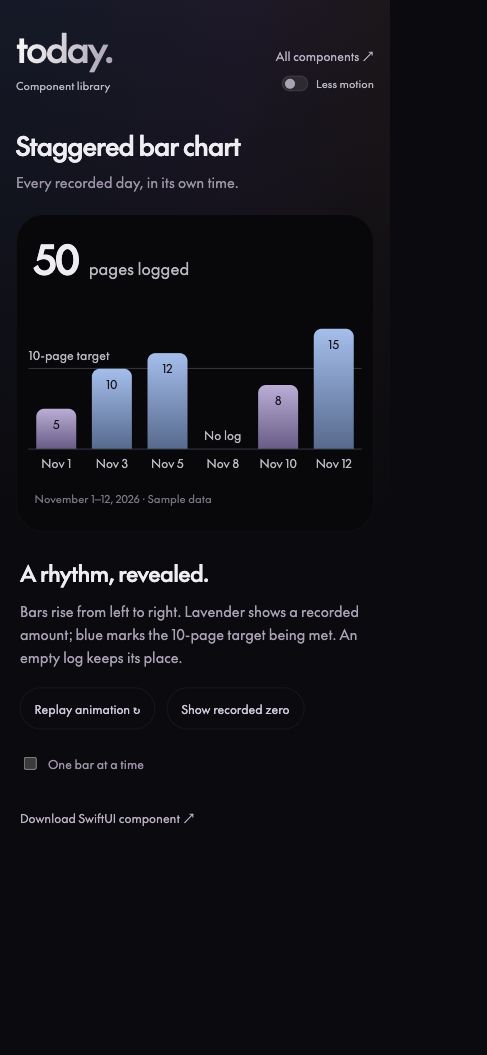 today.
All components ↗
Component library
Less motion
Staggered bar chart
Every recorded day, in its own time.
50 pages logged
15
10-page target
12
10
8
5
No log
Nov 1 Nov 3 Nov 5 Nov 8 Nov 10 Nov 12
November 1–12, 2026 · Sample data
A rhythm, revealed.
Bars rise from left to right. Lavender shows a recorded
amount; blue marks the 10-page target being met. An
empty log keeps its place.
Replay animation ↻ Show recorded zero
One bar at a time
Download SwiftUI component ↗